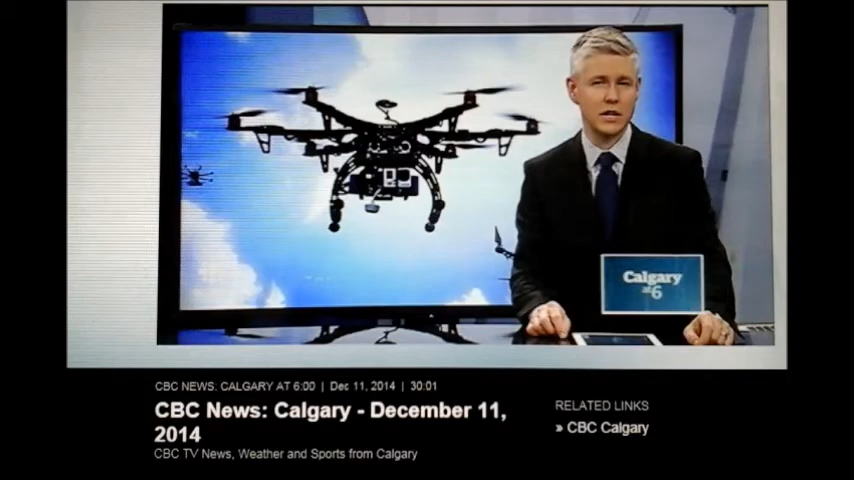 Calgary
at 6
CBC NEWS: CALGARY AT 6:00 | Dec 11, 2014 | 30:01
CBC News: Calgary - December 11,
2014
CBC TV News, Weather and Sports from Calgary
RELATED LINKS
» CBC Calgary